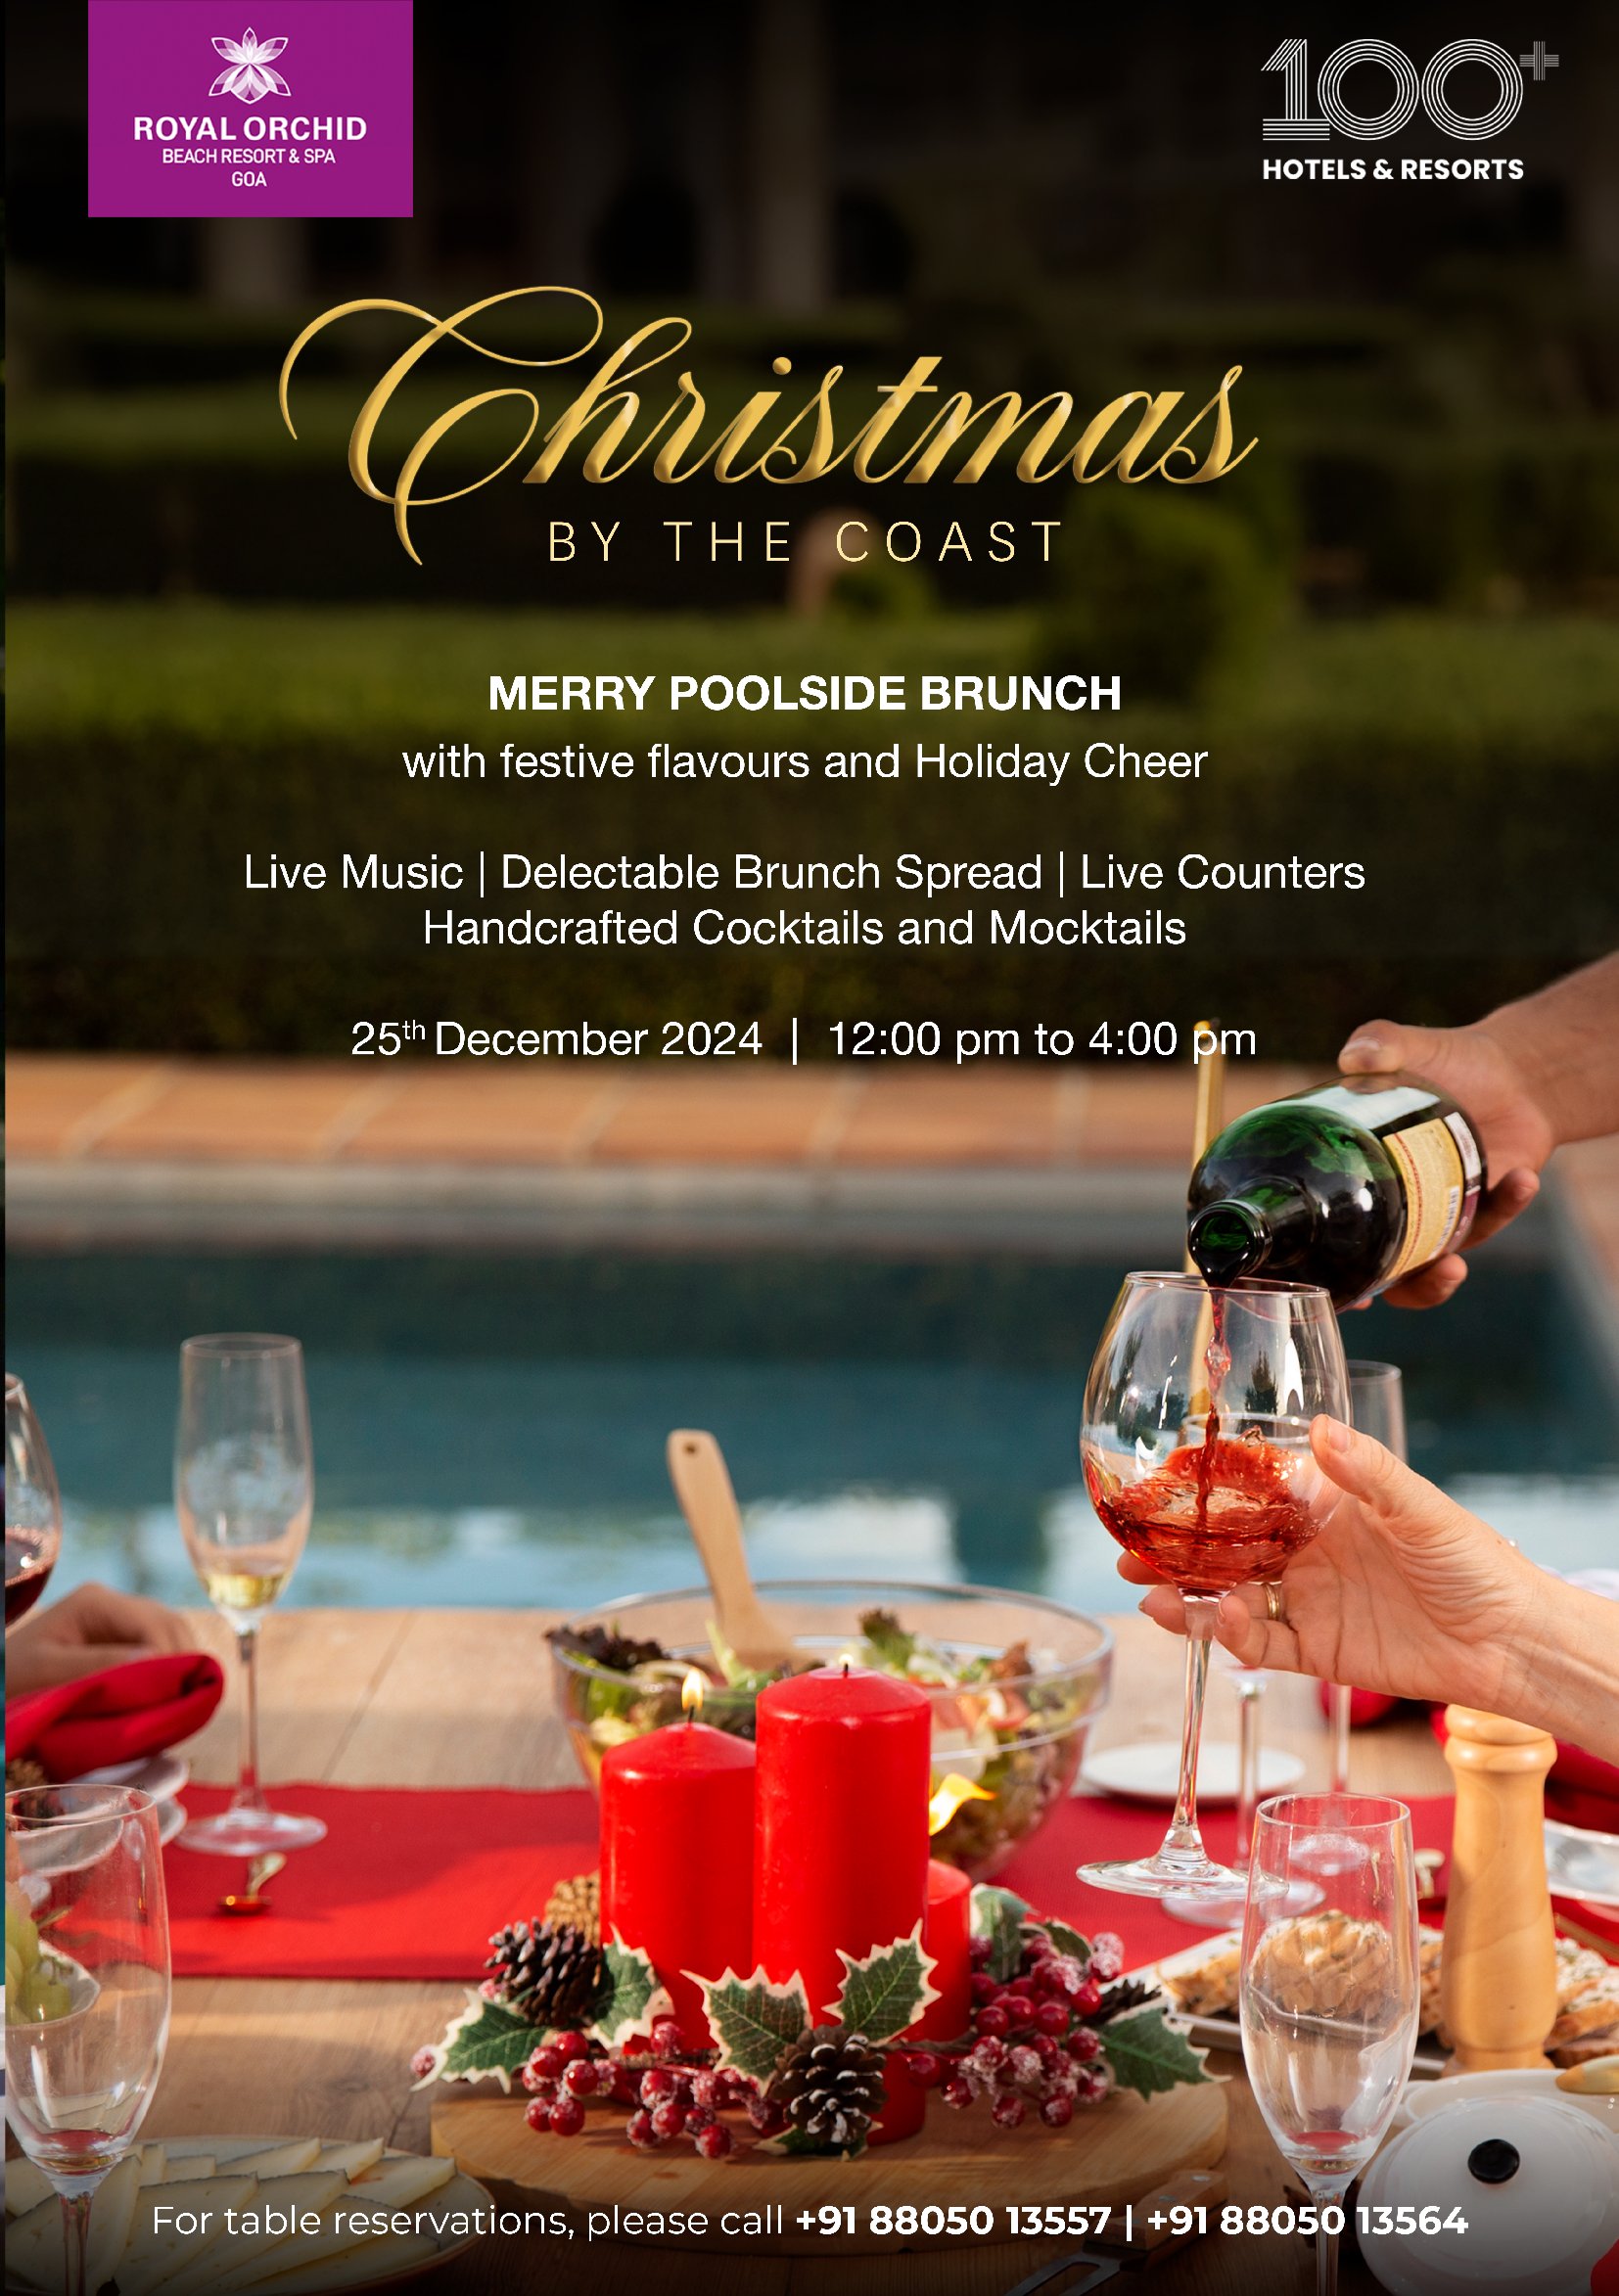 ROYAL ORCHID
BEACH RESORT & SPA
GOA
100+
HOTELS & RESORTS
Christmas
BY THE COAST
MERRY POOLSIDE BRUNCH
with festive flavours and Holiday Cheer
Live Music | Delectable Brunch Spread | Live Counters
Handcrafted Cocktails and Mocktails
25th December 2024 | 12:00 pm to 4:00 pm
For table reservations, please call +91 88050 13557 | +91 88050 13564